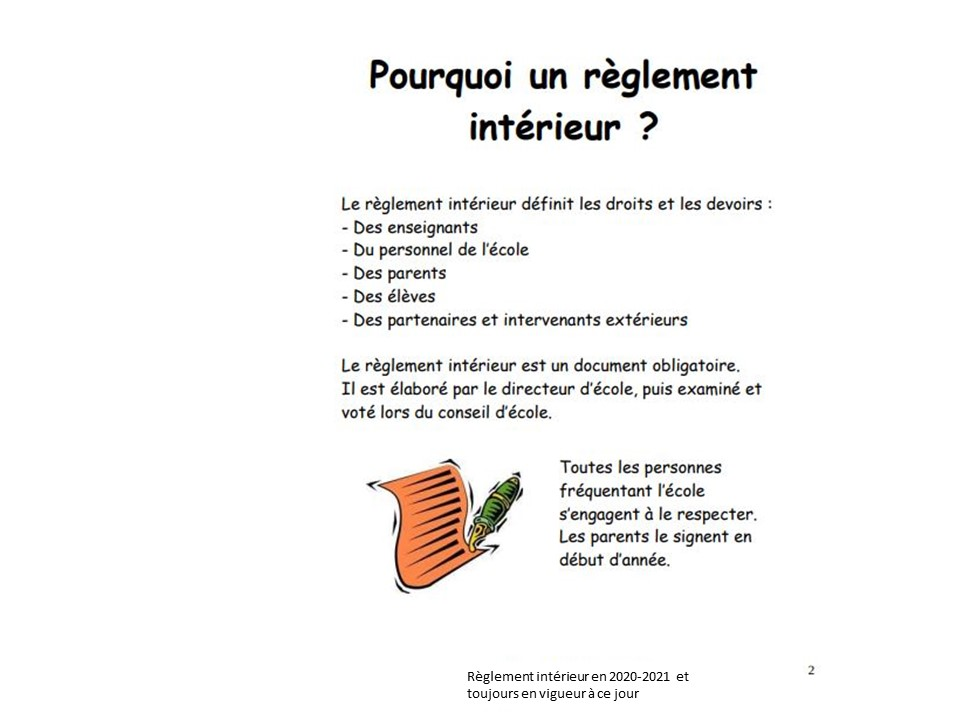 Pourquoi un règlement
intérieur ?
Le règlement intérieur définit les droits et les devoirs :
- Des enseignants
- Du personnel de l'école
- Des parents
- Des élèves
- Des partenaires et intervenants extérieurs
Le règlement intérieur est un document obligatoire.
Il est élaboré par le directeur d'école, puis examiné et
voté lors du conseil d'école.
Toutes les personnes
fréquentant l'école
s'engagent à le respecter.
Les parents le signent en
début d'année.
2
Règlement intérieur en 2020-2021 et
toujours en vigueur à ce jour